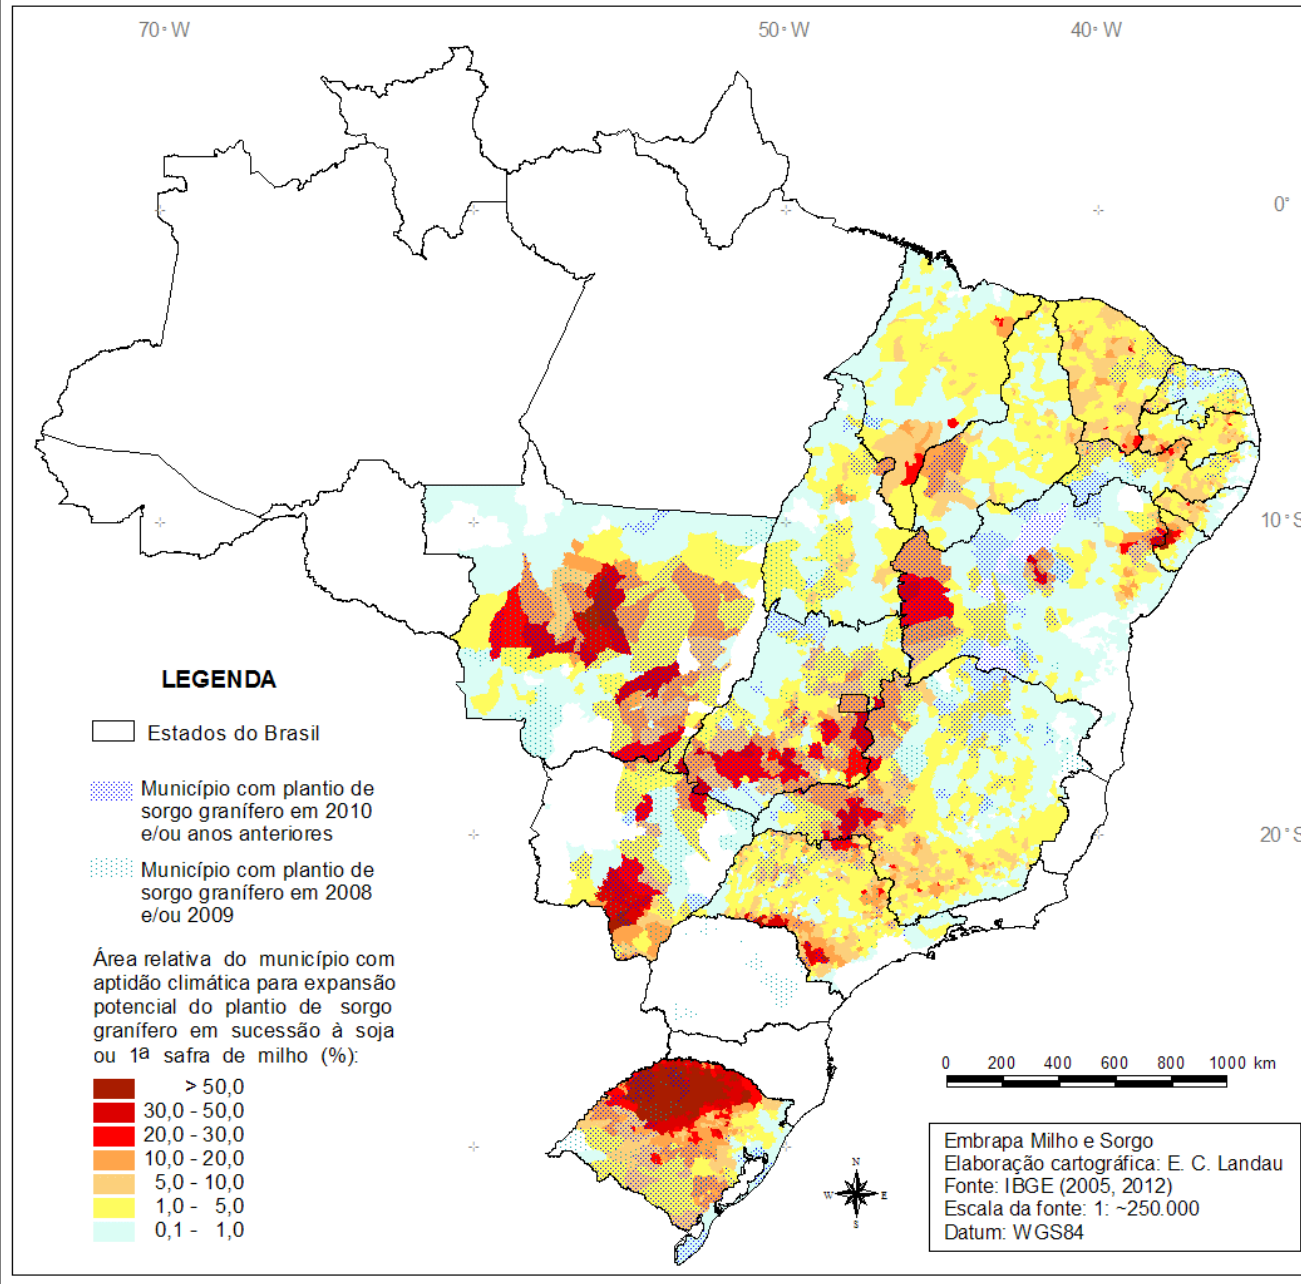 70° W
50° W
40° W
0°
10° S
20° S
LEGENDA
Estados do Brasil
Município com plantio de
sorgo granífero em 2010
e/ou anos anteriores
Município com plantio de
sorgo granífero em 2008
e/ou 2009
Área relativa do município com
aptidão climática para expansão
potencial do plantio de sorgo
granífero em sucessão à soja
ou 1ª safra de milho (%):
> 50,0
30,0 - 50,0
20,0 - 30,0
10,0 - 20,0
5,0 - 10,0
1,0 - 5,0
0,1 - 1,0
0 200 400 600 800 1000 km
N
W E
S
Embrapa Milho e Sorgo
Elaboração cartográfica: E. C. Landau
Fonte: IBGE (2005, 2012)
Escala da fonte: 1: ~250.000
Datum: WGS84